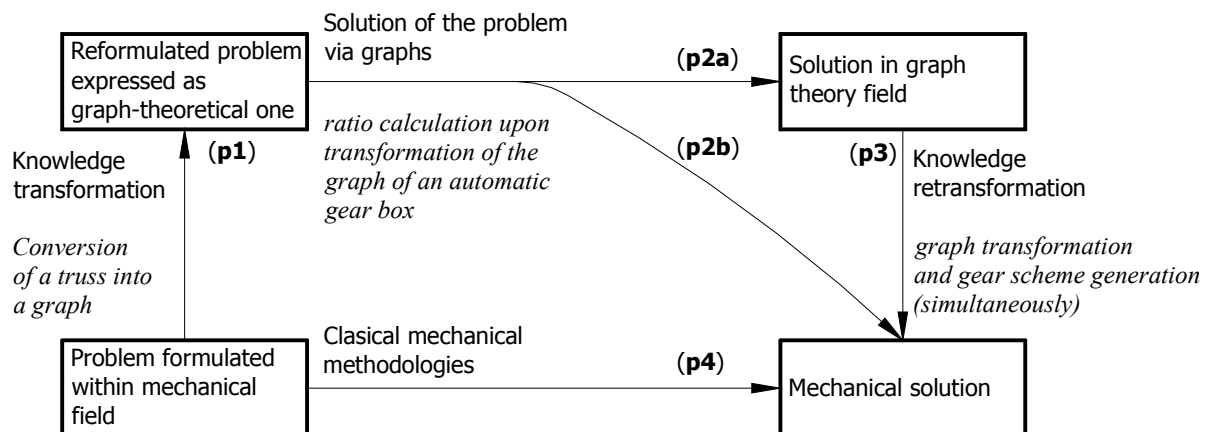 Reformulated problem
expressed as
graph-theoretical one
Solution of the problem
via graphs
(p2a)
Solution in graph
theory field
ratio calculation upon
transformation of the
graph of an automatic
gear box
(p1)
(p2b)
(p3)
Knowledge
transformation
Knowledge
retransformation
Conversion
of a truss into
a graph
graph transformation
and gear scheme generation
(simultaneously)
Problem formulated
within mechanical
field
Clasical mechanical
methodologies
(p4)
Mechanical solution